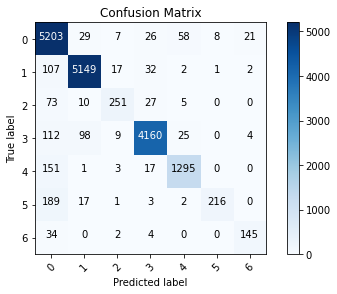 Confusion Matrix
0 5203 29 7 26 58 8 21
1 107 5149 17 32 2 1 2
2 73 10 251 27 5 0 0
3 112 98 9 4160 25 0 4
4 151 1 3 17 1295 0 0
5 189 17 1 3 2 216 0
6 34 0 2 4 0 0 145
0 1 2 3 4 5 6
True label
Predicted label
5000
4000
3000
2000
1000
0